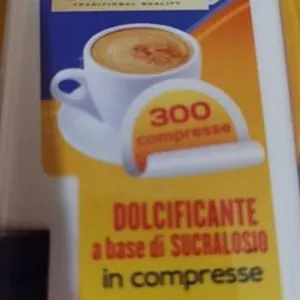 TRADITIONAL QUALITY
300
compresse
DOLCIFICANTE
a base di SUCRALOSIO
in compresse